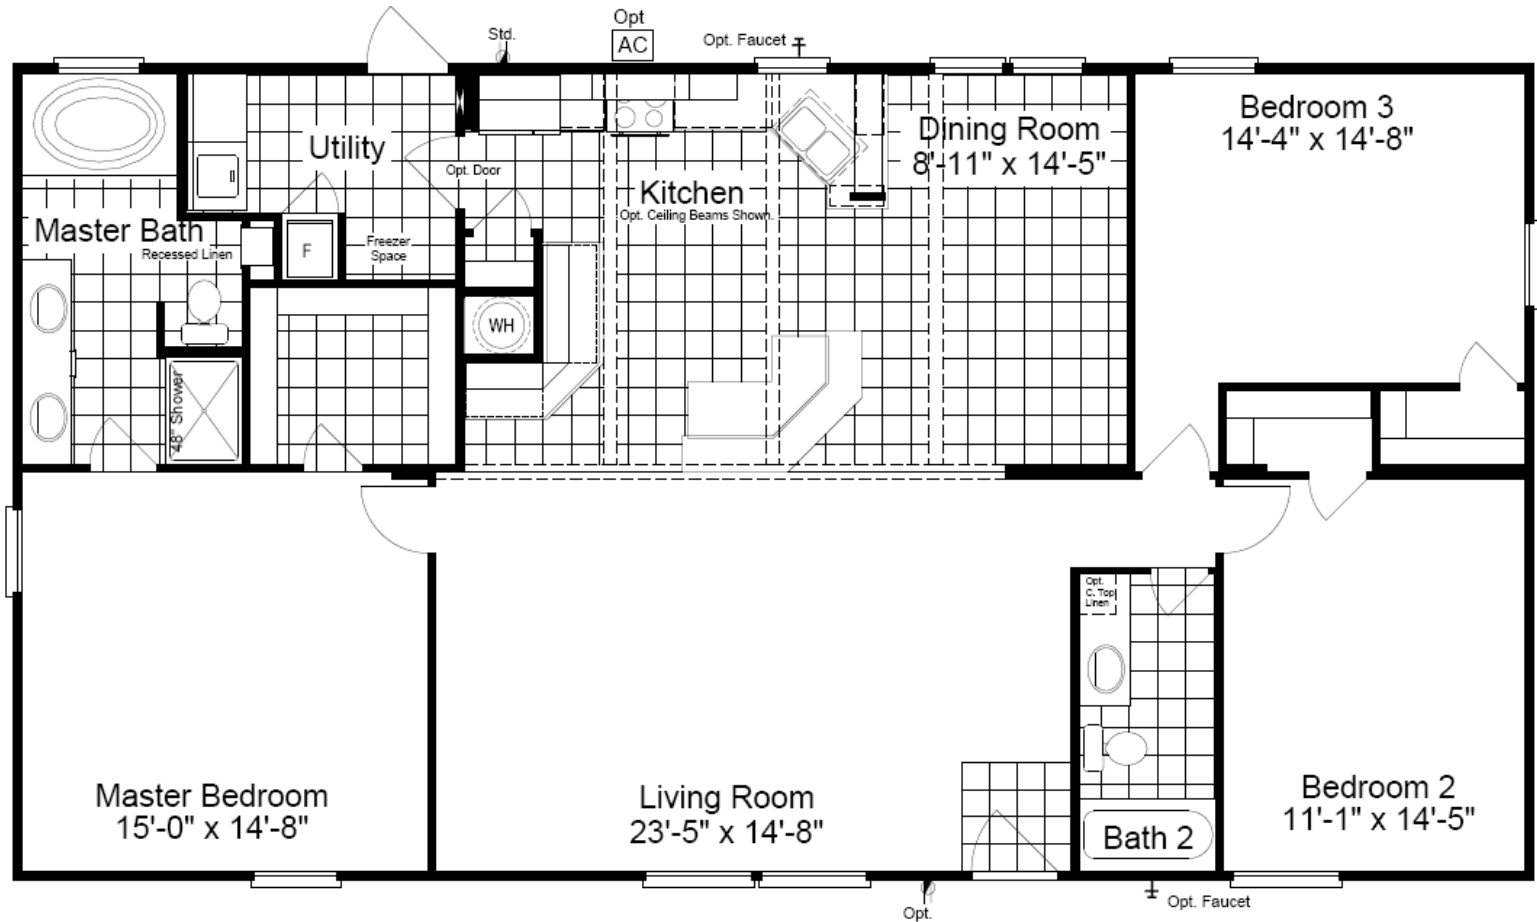 Opt
AC
Std.
Opt. Faucet
Bedroom 3
14'-4" x 14'-8"
Dining Room
8'-11" x 14'-5"
Utility
Opt. Door
Kitchen
Opt. Ceiling Beams Shown.
Master Bath
Recessed Linen
F
Freezer
Space
WH
48" Shower
Opt.
C. Top
Linen
Master Bedroom
15'-0" x 14'-8"
Living Room
23'-5" x 14'-8"
Bedroom 2
11'-1" x 14'-5"
Bath 2
Opt.
Opt. Faucet